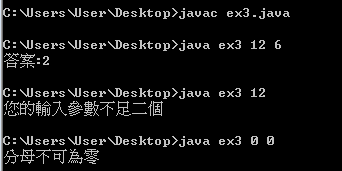 C:\Users\User\Desktop>javac ex3.java
C:\Users\User\Desktop>java ex3 12 6
答案:2
C:\Users\User\Desktop>java ex3 12
您的輸入參數不足二個
C:\Users\User\Desktop>java ex3 0 0
分母不可為零